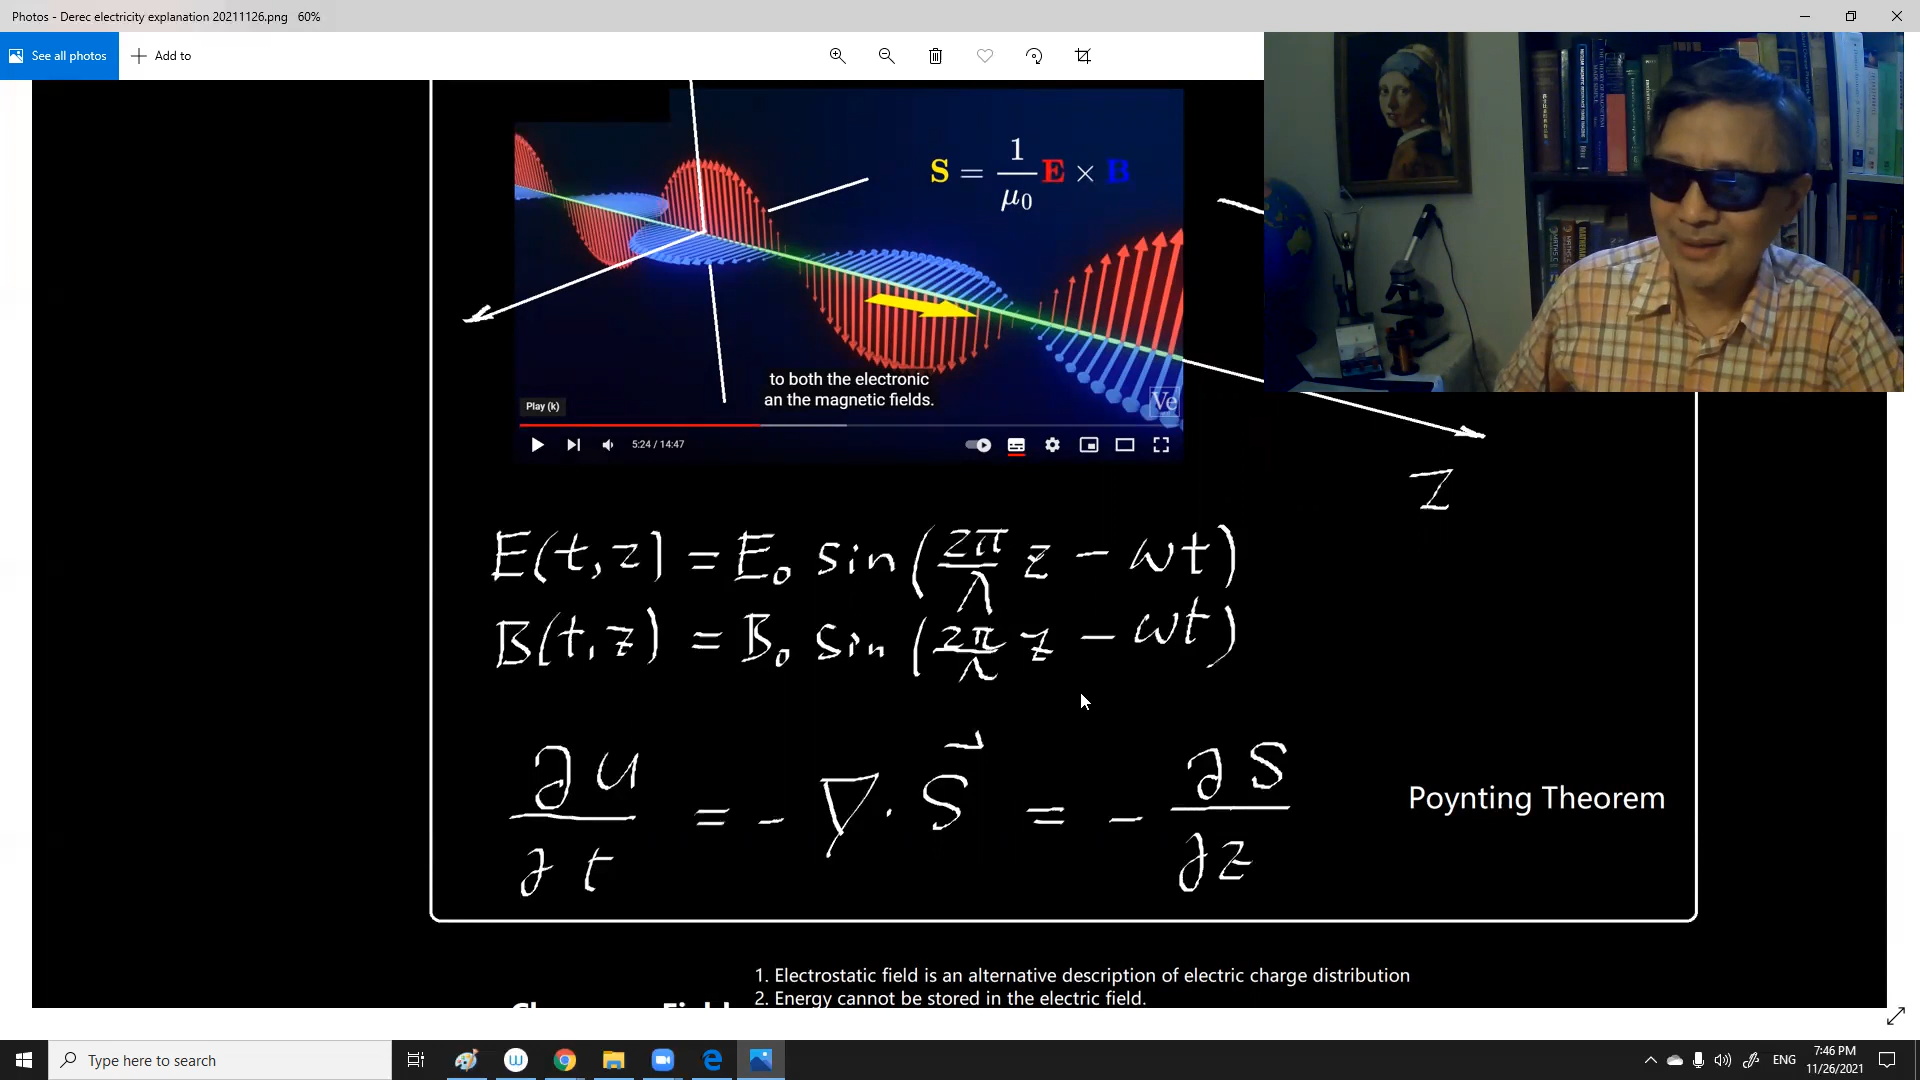 Photos - Derec electricity explanation 20211126.png 60%
See all photos
Add to
S = 1/μ₀ E × B
to both the electronic
an the magnetic fields.
Play (k)
Ve
5:24 / 14:47
Z
E(t,z) = E₀ sin(2π/λ z − ωt)
B(t,z) = B₀ sin(2π/λ z − ωt)
∂u/∂t = − ∇·S⃗ = − ∂S/∂z
Poynting Theorem
1. Electrostatic field is an alternative description of electric charge distribution
2. Energy cannot be stored in the electric field.
Type here to search
ENG
7:46 PM
11/26/2021